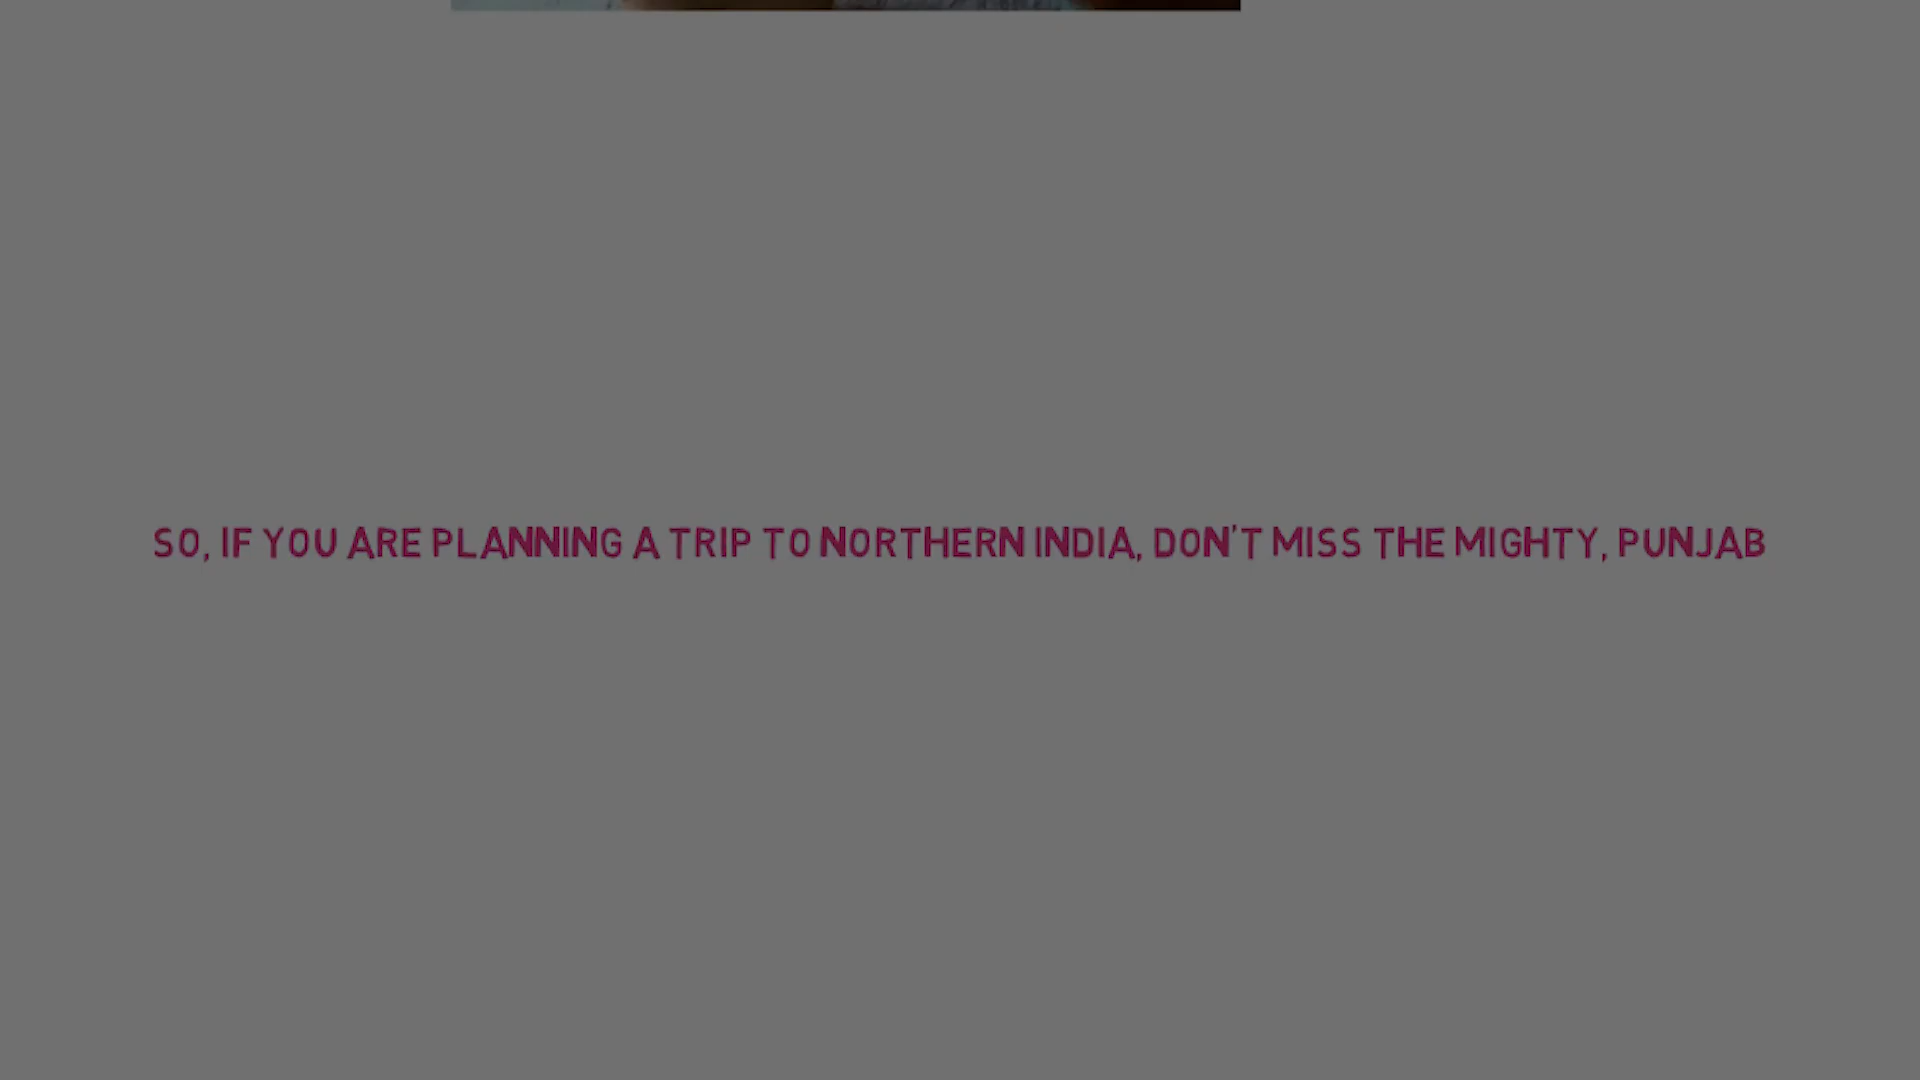 SO, IF YOU ARE PLANNING A TRIP TO NORTHERN INDIA, DON'T MISS THE MIGHTY, PUNJAB